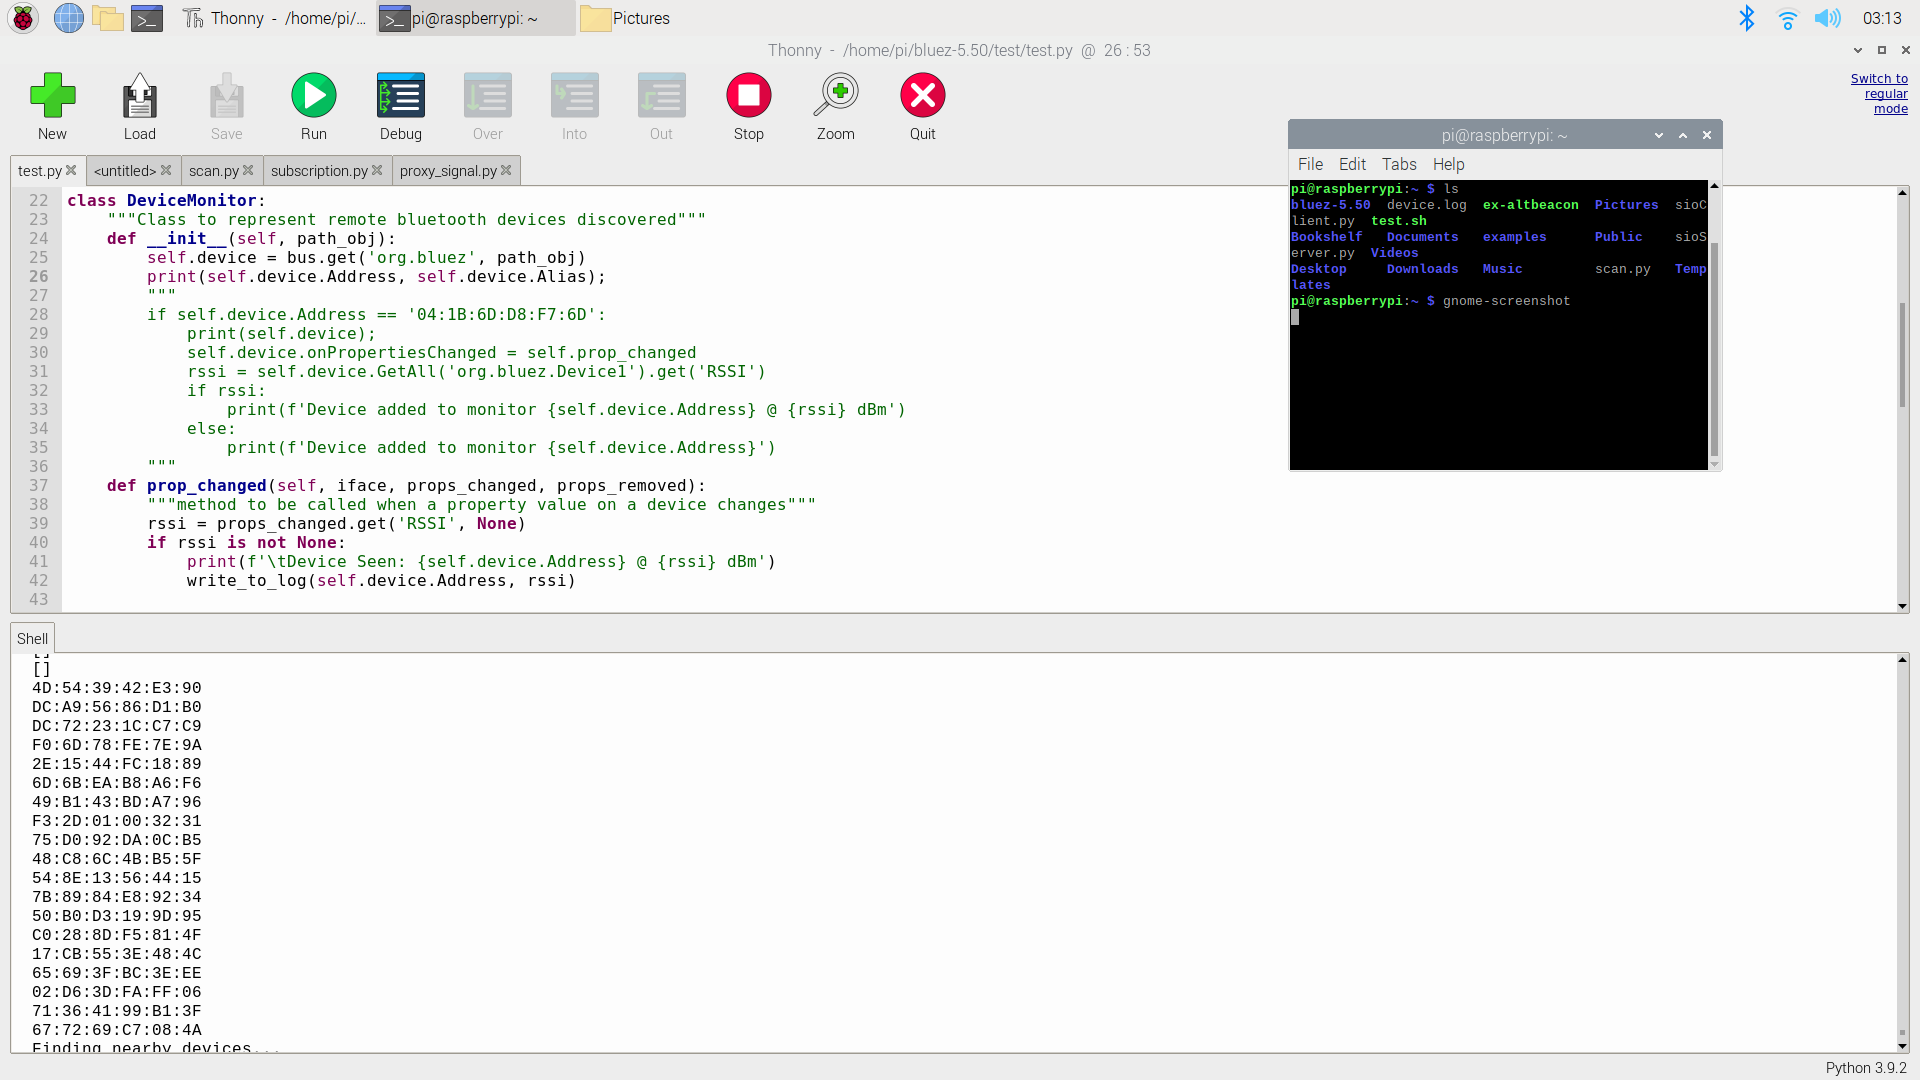 Thonny - /home/pi/...
pi@raspberrypi: ~
Pictures
03:13
Thonny - /home/pi/bluez-5.50/test/test.py @ 26 : 53
New
Load
Save
Run
Debug
Over
Into
Out
Stop
Zoom
Quit
Switch to
regular
mode
test.py
<untitled>
scan.py
subscription.py
proxy_signal.py
22 class DeviceMonitor:
23     """Class to represent remote bluetooth devices discovered"""
24     def __init__(self, path_obj):
25         self.device = bus.get('org.bluez', path_obj)
26         print(self.device.Address, self.device.Alias);
27         """
28         if self.device.Address == '04:1B:6D:D8:F7:6D':
29             print(self.device);
30             self.device.onPropertiesChanged = self.prop_changed
31             rssi = self.device.GetAll('org.bluez.Device1').get('RSSI')
32             if rssi:
33                 print(f'Device added to monitor {self.device.Address} @ {rssi} dBm')
34             else:
35                 print(f'Device added to monitor {self.device.Address}')
36         """
37     def prop_changed(self, iface, props_changed, props_removed):
38         """method to be called when a property value on a device changes"""
39         rssi = props_changed.get('RSSI', None)
40         if rssi is not None:
41             print(f'\tDevice Seen: {self.device.Address} @ {rssi} dBm')
42             write_to_log(self.device.Address, rssi)
43
pi@raspberrypi: ~
File Edit Tabs Help
pi@raspberrypi:~ $ ls
bluez-5.50  device.log  ex-altbeacon  Pictures  sioC
lient.py  test.sh
Bookshelf   Documents   examples      Public    sioS
erver.py  Videos
Desktop     Downloads   Music         scan.py   Temp
lates
pi@raspberrypi:~ $ gnome-screenshot
Shell
[]
[]
4D:54:39:42:E3:90
DC:A9:56:86:D1:B0
DC:72:23:1C:C7:C9
F0:6D:78:FE:7E:9A
2E:15:44:FC:18:89
6D:6B:EA:B8:A6:F6
49:B1:43:BD:A7:96
F3:2D:01:00:32:31
75:D0:92:DA:0C:B5
48:C8:6C:4B:B5:5F
54:8E:13:56:44:15
7B:89:84:E8:92:34
50:B0:D3:19:9D:95
C0:28:8D:F5:81:4F
17:CB:55:3E:48:4C
65:69:3F:BC:3E:EE
02:D6:3D:FA:FF:06
71:36:41:99:B1:3F
67:72:69:C7:08:4A
Finding nearby devices...
Python 3.9.2